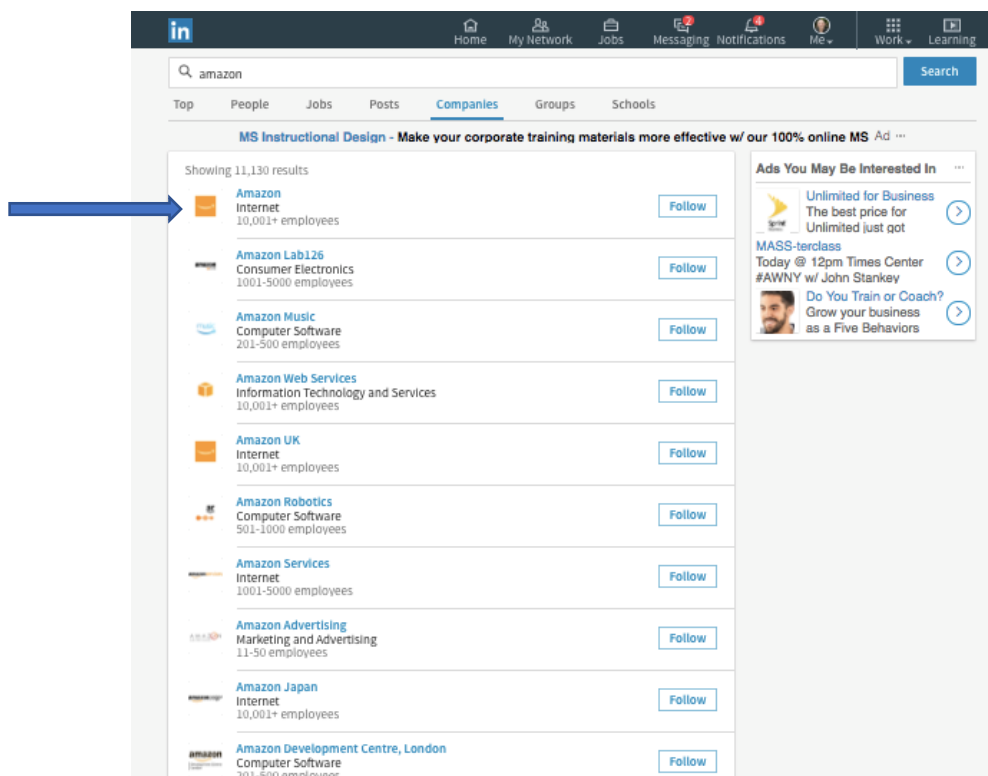 in
Home My Network Jobs Messaging 2 Notifications 4 Me Work Learning
amazon
Search
Top People Jobs Posts Companies Groups Schools
MS Instructional Design - Make your corporate training materials more effective w/ our 100% online MS Ad ...
Showing 11,130 results
Amazon
Internet
10,001+ employees
Follow
Amazon Lab126
Consumer Electronics
1001-5000 employees
Follow
music
Amazon Music
Computer Software
201-500 employees
Follow
Amazon Web Services
Information Technology and Services
10,001+ employees
Follow
Amazon UK
Internet
10,001+ employees
Follow
Amazon Robotics
Computer Software
501-1000 employees
Follow
Amazon Services
Internet
1001-5000 employees
Follow
Amazon Advertising
Marketing and Advertising
11-50 employees
Follow
Amazon Japan
Internet
10,001+ employees
Follow
amazon
Amazon Development Centre, London
Computer Software
201-500 employees
Follow
Ads You May Be Interested In ...
Unlimited for Business
The best price for
Unlimited just got
Sprint
MASS-terclass
Today @ 12pm Times Center
#AWNY w/ John Stankey
Do You Train or Coach?
Grow your business
as a Five Behaviors